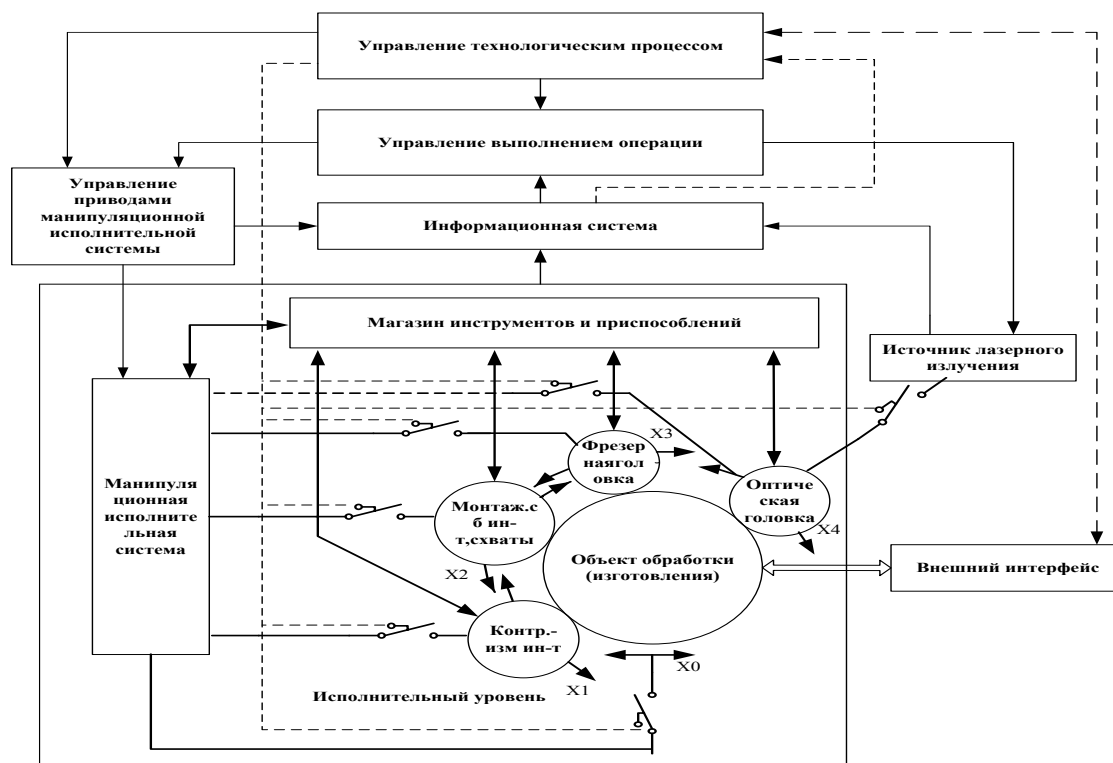 Управление технологическим процессом
Управление выполнением операции
Управление
приводами
манипуляционной
исполнительной
системы
Информационная система
Магазин инструментов и приспособлений
Источник лазерного
излучения
Манипуля
ционная
исполните
льная
система
Фрезер
наягол
овка
X3
Оптиче
ская
головка
X4
Монтаж.с
б ин-
т,схваты
X2
Объект обработки
(изготовления)
Внешний интерфейс
Контр.-
изм ин-т
X1
X0
Исполнительный уровень